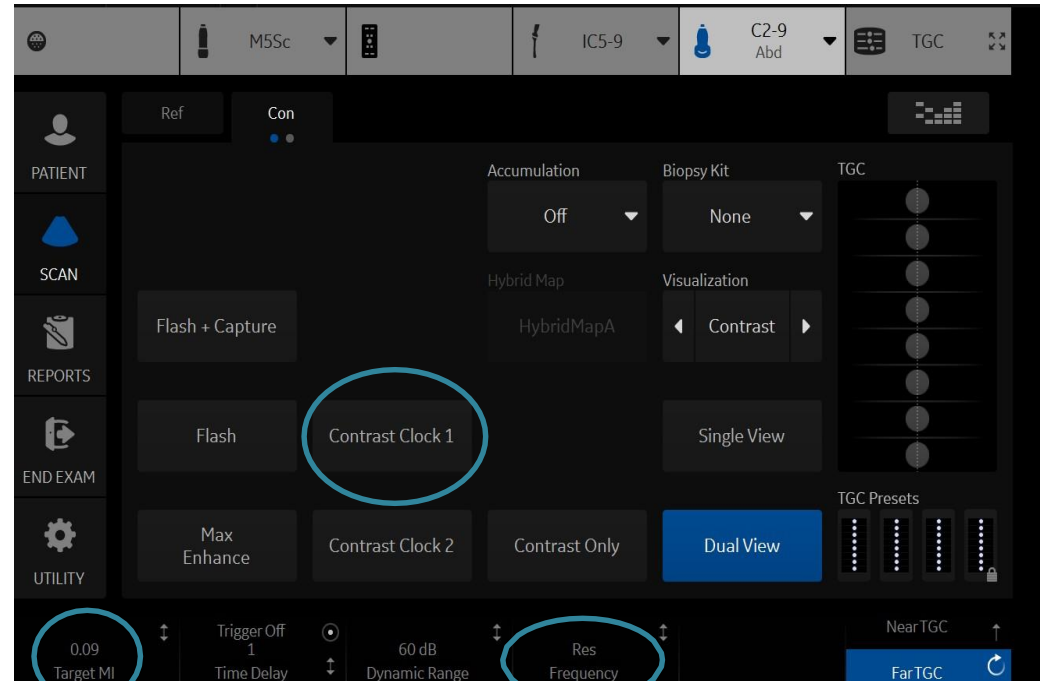 M5Sc
IC5-9
C2-9
Abd
TGC
Ref
Con
PATIENT
SCAN
REPORTS
END EXAM
UTILITY
Accumulation
Off
Biopsy Kit
None
TGC
Hybrid Map
HybridMapA
Visualization
Contrast
Flash + Capture
Flash
Contrast Clock 1
Single View
TGC Presets
Max
Enhance
Contrast Clock 2
Contrast Only
Dual View
0.09
Target MI
Trigger Off
1
Time Delay
60 dB
Dynamic Range
Res
Frequency
NearTGC
FarTGC